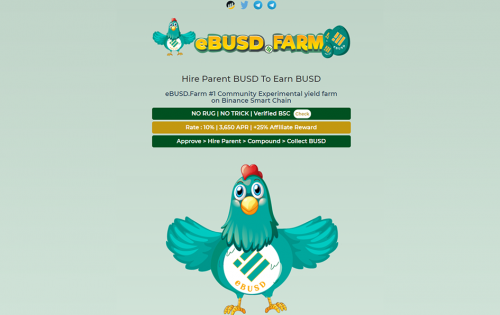 eBUSD.FARM
Hire Parent BUSD To Earn BUSD
eBUSD.Farm #1 Community Experimental yield farm
on Binance Smart Chain
NO RUG | NO TRICK | Verified BSC Check
Rate : 10% | 3,650 APR | +25% Affiliate Reward
Approve > Hire Parent > Compound > Collect BUSD
eBUSD